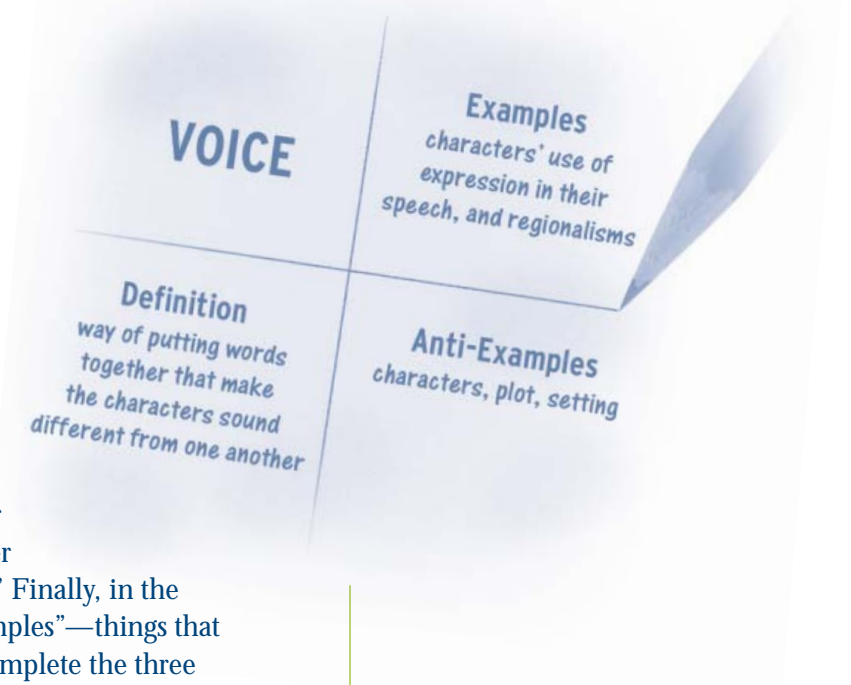 VOICE
Examples
characters' use of
expression in their
speech, and regionalisms
Definition
way of putting words
together that make
the characters sound
different from one another
Anti-Examples
characters, plot, setting
Finally, in the
—things that
mplete the three